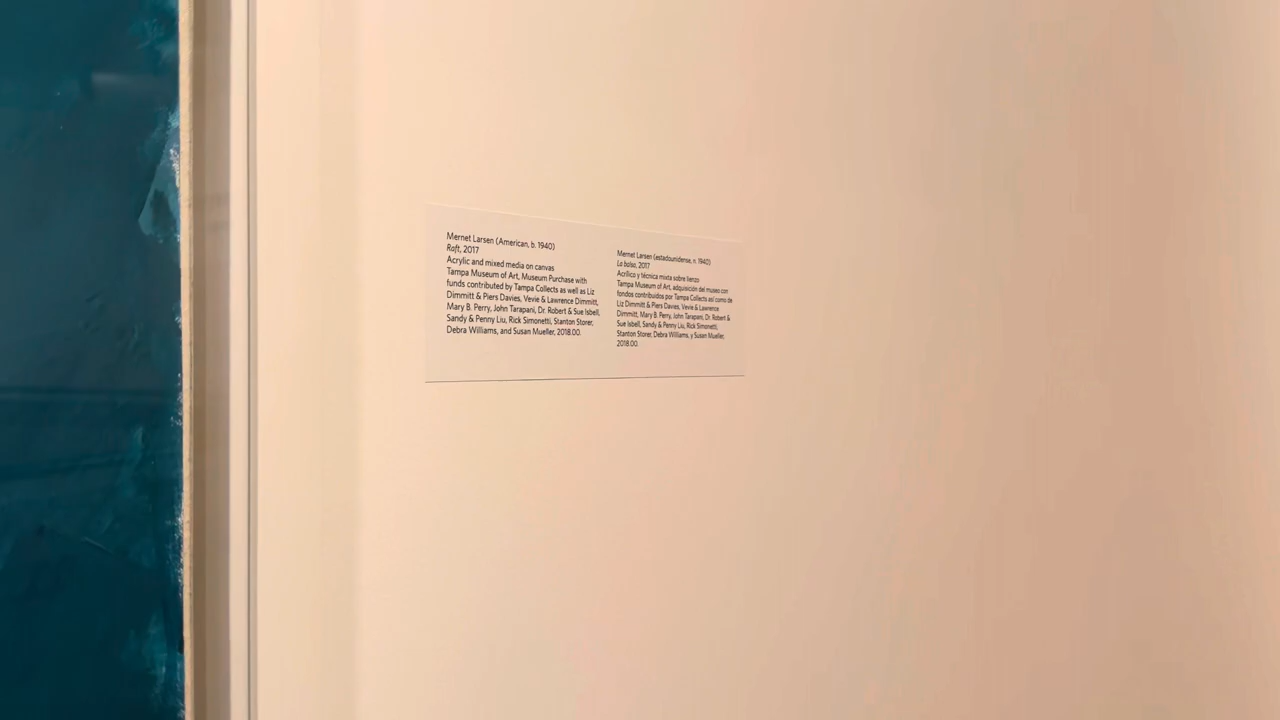 Mernet Larsen (American, b. 1940)
Raft, 2017
Acrylic and mixed media on canvas
Tampa Museum of Art, Museum Purchase with
funds contributed by Tampa Collects as well as Liz
Dimmitt & Piers Davies, Vevie & Lawrence Dimmitt,
Mary B. Perry, John Tarapani, Dr. Robert & Sue Isbell,
Sandy & Penny Liu, Rick Simonetti, Stanton Storer,
Debra Williams, and Susan Mueller, 2018.00.
Mernet Larsen (estadounidense, n. 1940)
La balsa, 2017
Acrílico y técnica mixta sobre lienzo
Tampa Museum of Art, adquisición del museo con
fondos contribuidos por Tampa Collects así como de
Liz Dimmitt & Piers Davies, Vevie & Lawrence
Dimmitt, Mary B. Perry, John Tarapani, Dr. Robert &
Sue Isbell, Sandy & Penny Liu, Rick Simonetti,
Stanton Storer, Debra Williams, y Susan Mueller,
2018.00.